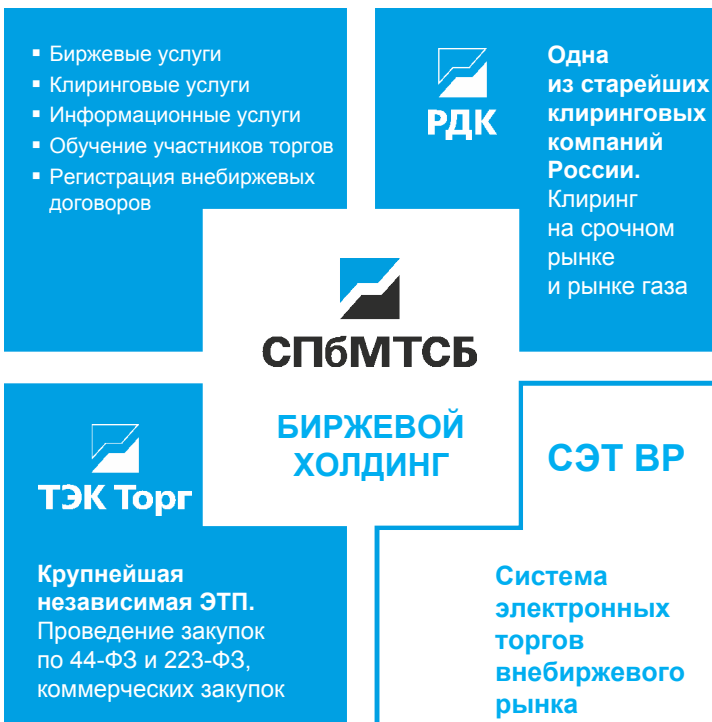 ▪ Биржевые услуги
▪ Клиринговые услуги
▪ Информационные услуги
▪ Обучение участников торгов
▪ Регистрация внебиржевых
договоров
РДК
Одна
из старейших
клиринговых
компаний
России.
Клиринг
на срочном
рынке
и рынке газа
СПбМТСБ
БИРЖЕВОЙ
ХОЛДИНГ
ТЭК Торг
Крупнейшая
независимая ЭТП.
Проведение закупок
по 44-ФЗ и 223-ФЗ,
коммерческих закупок
СЭТ ВР
Система
электронных
торгов
внебиржевого
рынка